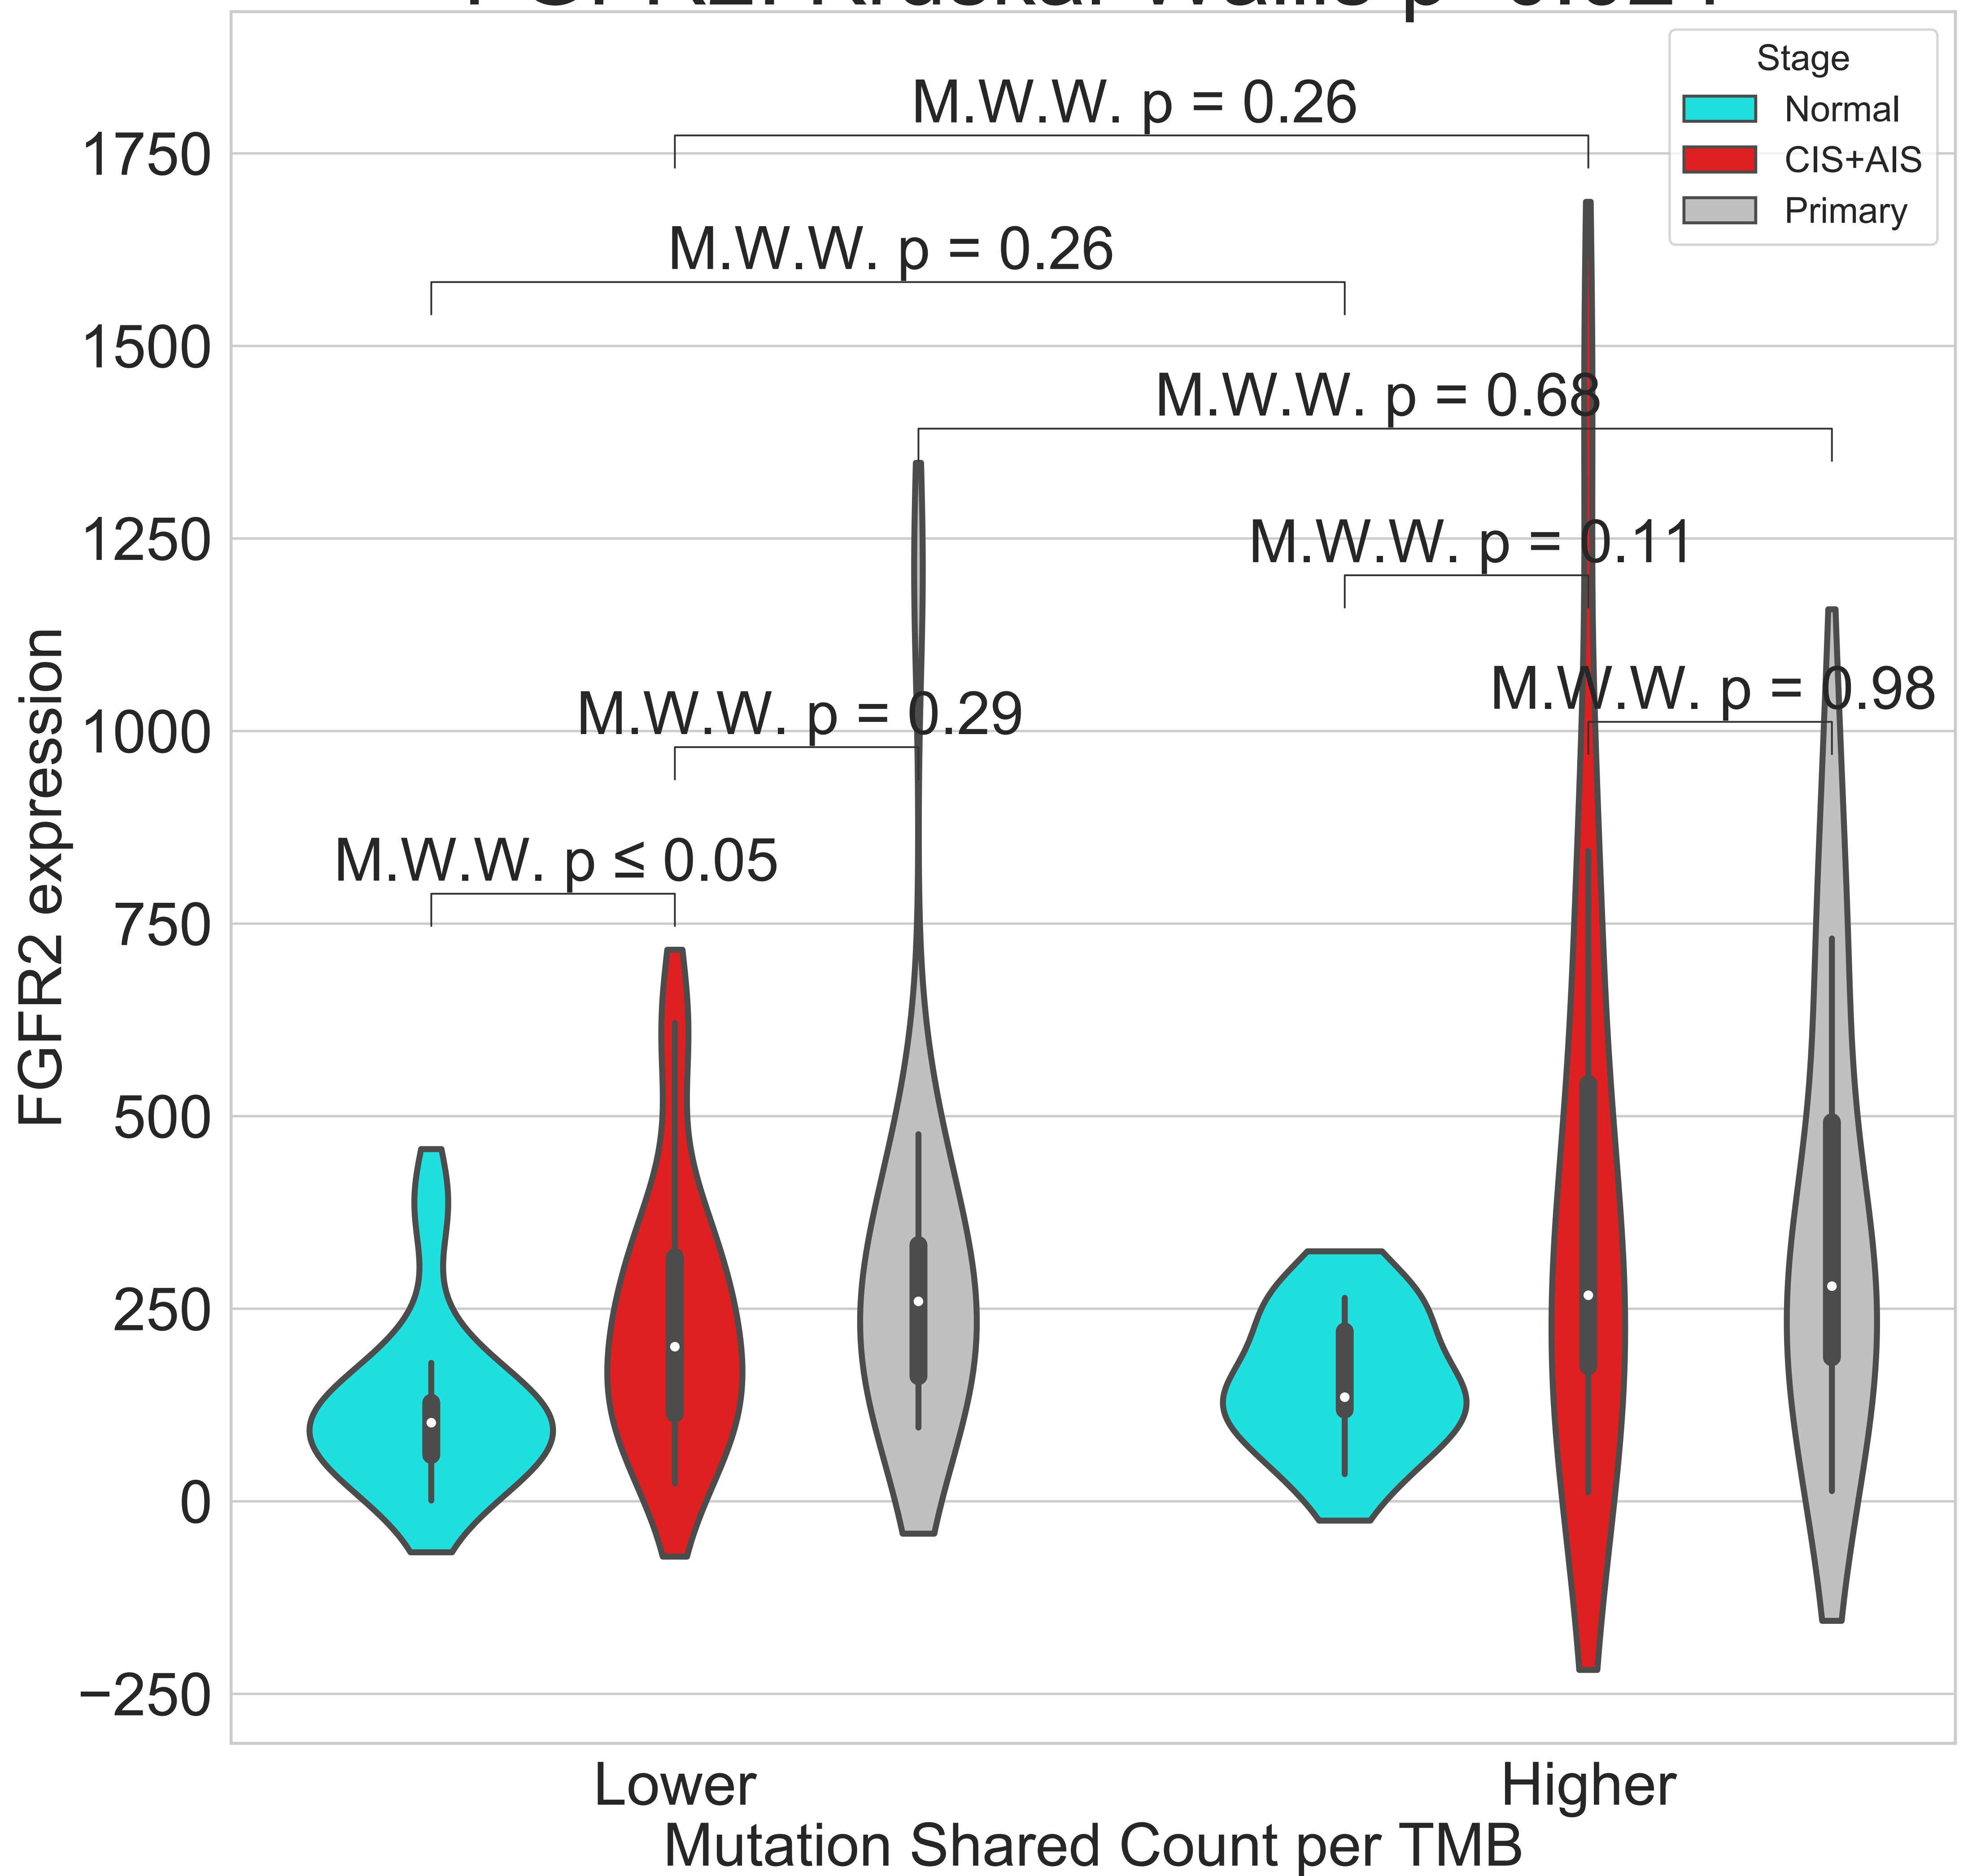 Stage
Normal
CIS+AIS
Primary
M.W.W. p = 0.26
M.W.W. p = 0.26
M.W.W. p = 0.68
M.W.W. p = 0.11
M.W.W. p = 0.98
M.W.W. p = 0.29
M.W.W. p ≤ 0.05
1750
1500
1250
1000
750
500
250
0
−250
FGFR2 expression
Lower
Higher
Mutation Shared Count per TMB